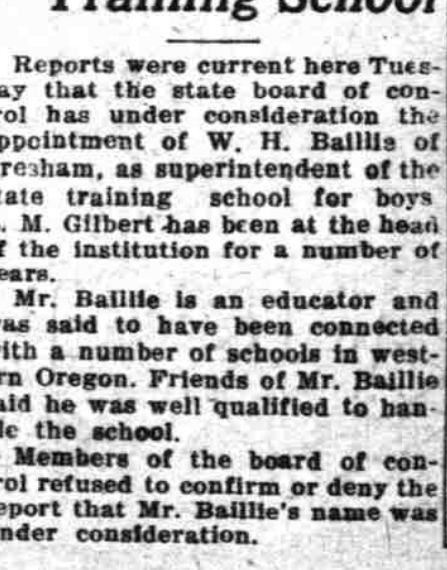 Training School
Reports were current here Tues-
ay that the state board of con-
rol has under consideration the
ppointment of W. H. Baillie of
resham, as superintendent of the
tate training school for boys
. M. Gilbert has been at the head
f the institution for a number of
ears.
Mr. Baillie is an educator and
as said to have been connected
ith a number of schools in west-
rn Oregon. Friends of Mr. Baillie
aid he was well qualified to han-
le the school.
Members of the board of con-
rol refused to confirm or deny the
eport that Mr. Baillie's name was
nder consideration.